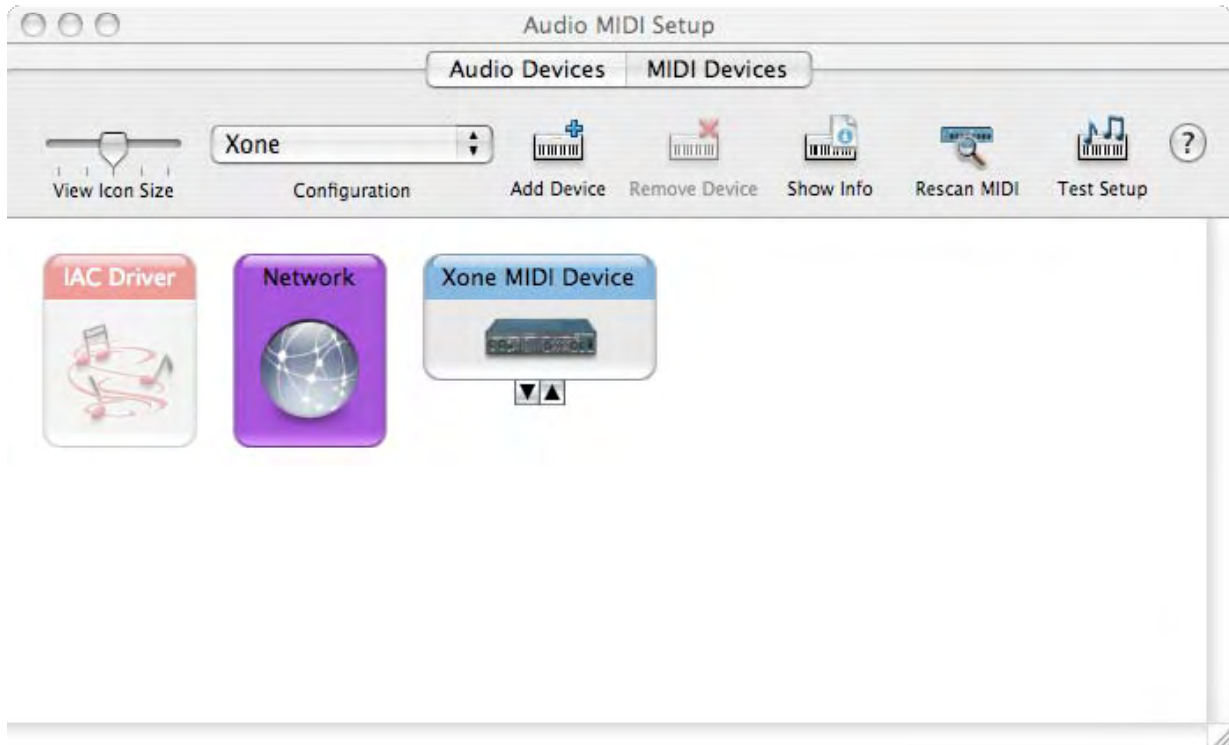 Audio MIDI Setup
Audio Devices MIDI Devices
Xone
?
View Icon Size Configuration Add Device Remove Device Show Info Rescan MIDI Test Setup
IAC Driver Network Xone MIDI Device